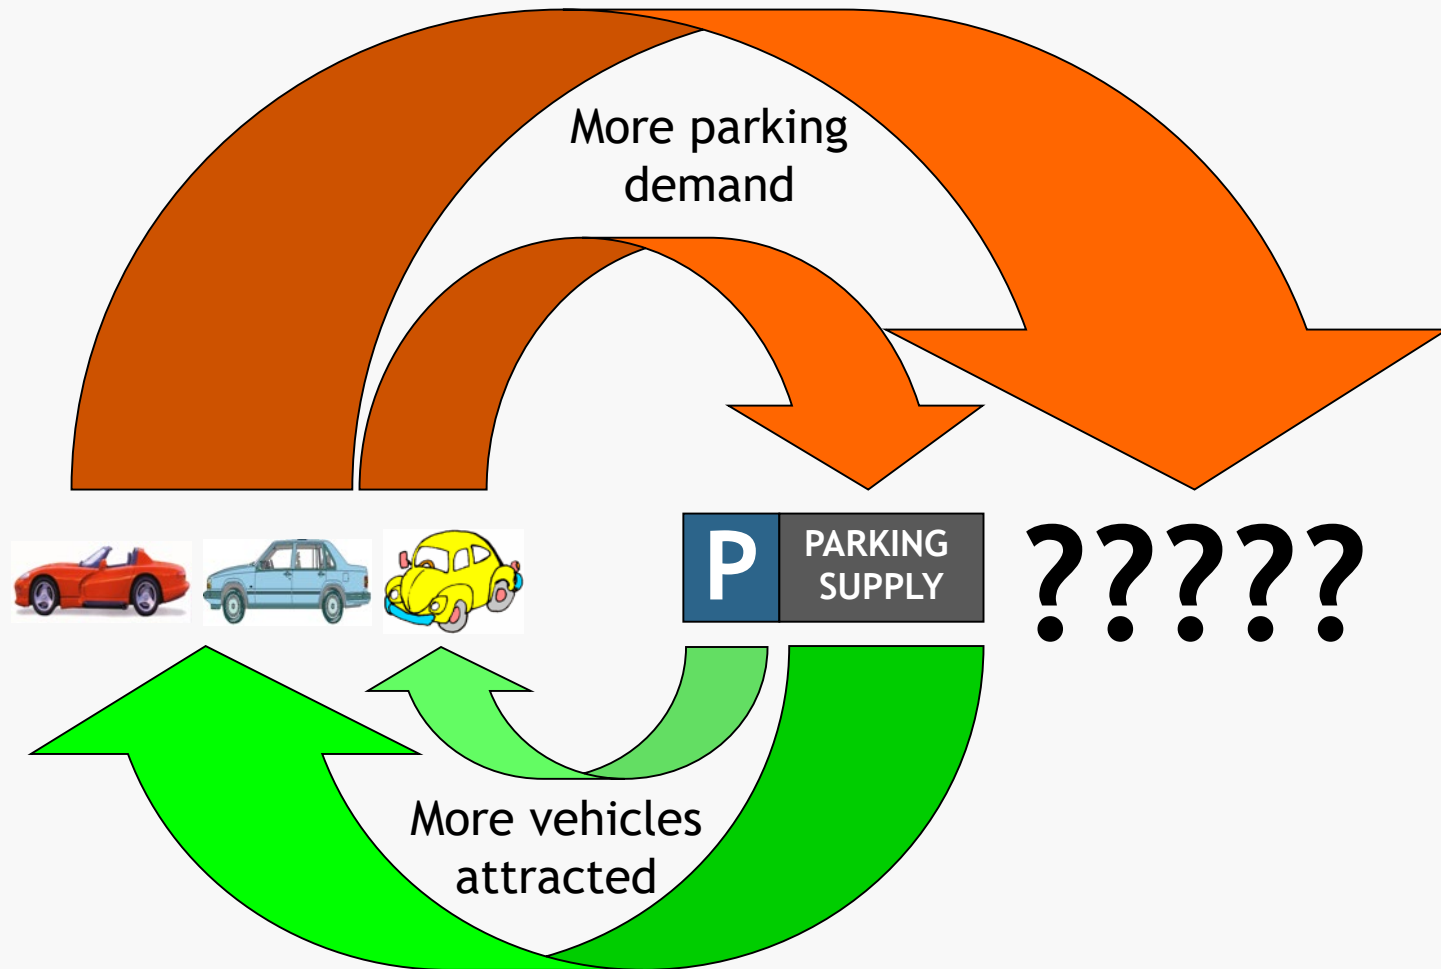 More parking
demand
P
PARKING
SUPPLY
?????
More vehicles
attracted